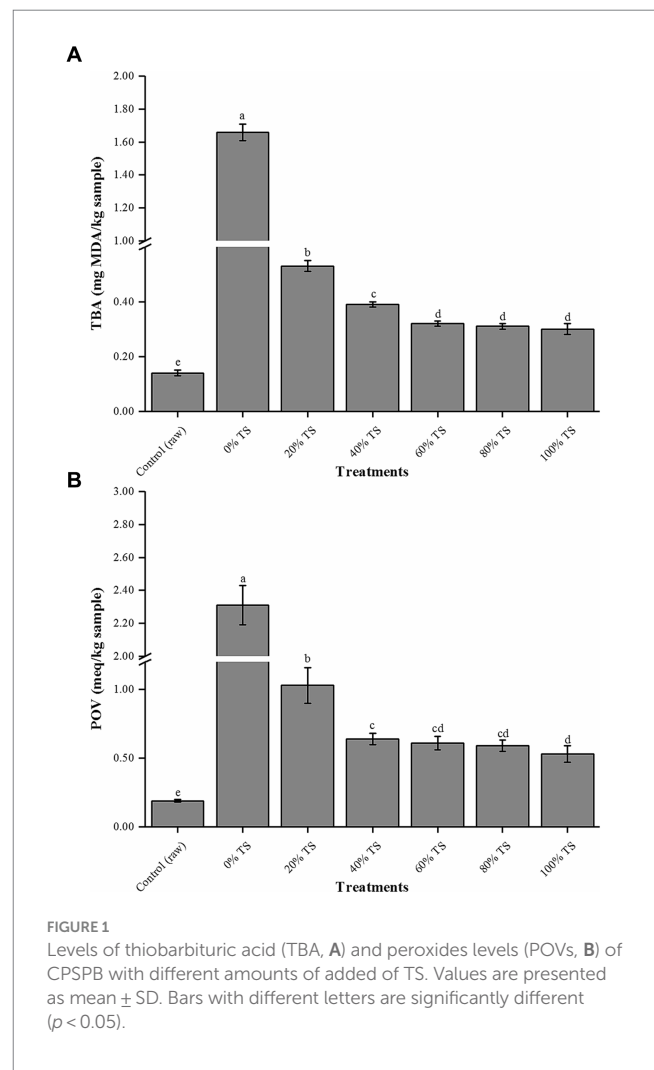 A
2.00
1.80
1.60
1.40
1.20
1.00
0.40
0.20
0.00
TBA (mg MDA/kg sample)
e
a
b
c
d
d
d
Control (raw)
0% TS
20% TS
40% TS
60% TS
80% TS
100% TS
Treatments
B
3.00
2.80
2.60
2.40
2.20
2.00
1.00
0.50
0.00
POV (meq/kg sample)
e
a
b
c
cd
cd
d
Control (raw)
0% TS
20% TS
40% TS
60% TS
80% TS
100% TS
Treatments
FIGURE 1
Levels of thiobarbituric acid (TBA, A) and peroxides levels (POVs, B) of
CPSPB with different amounts of added of TS. Values are presented
as mean ± SD. Bars with different letters are significantly different
(p < 0.05).